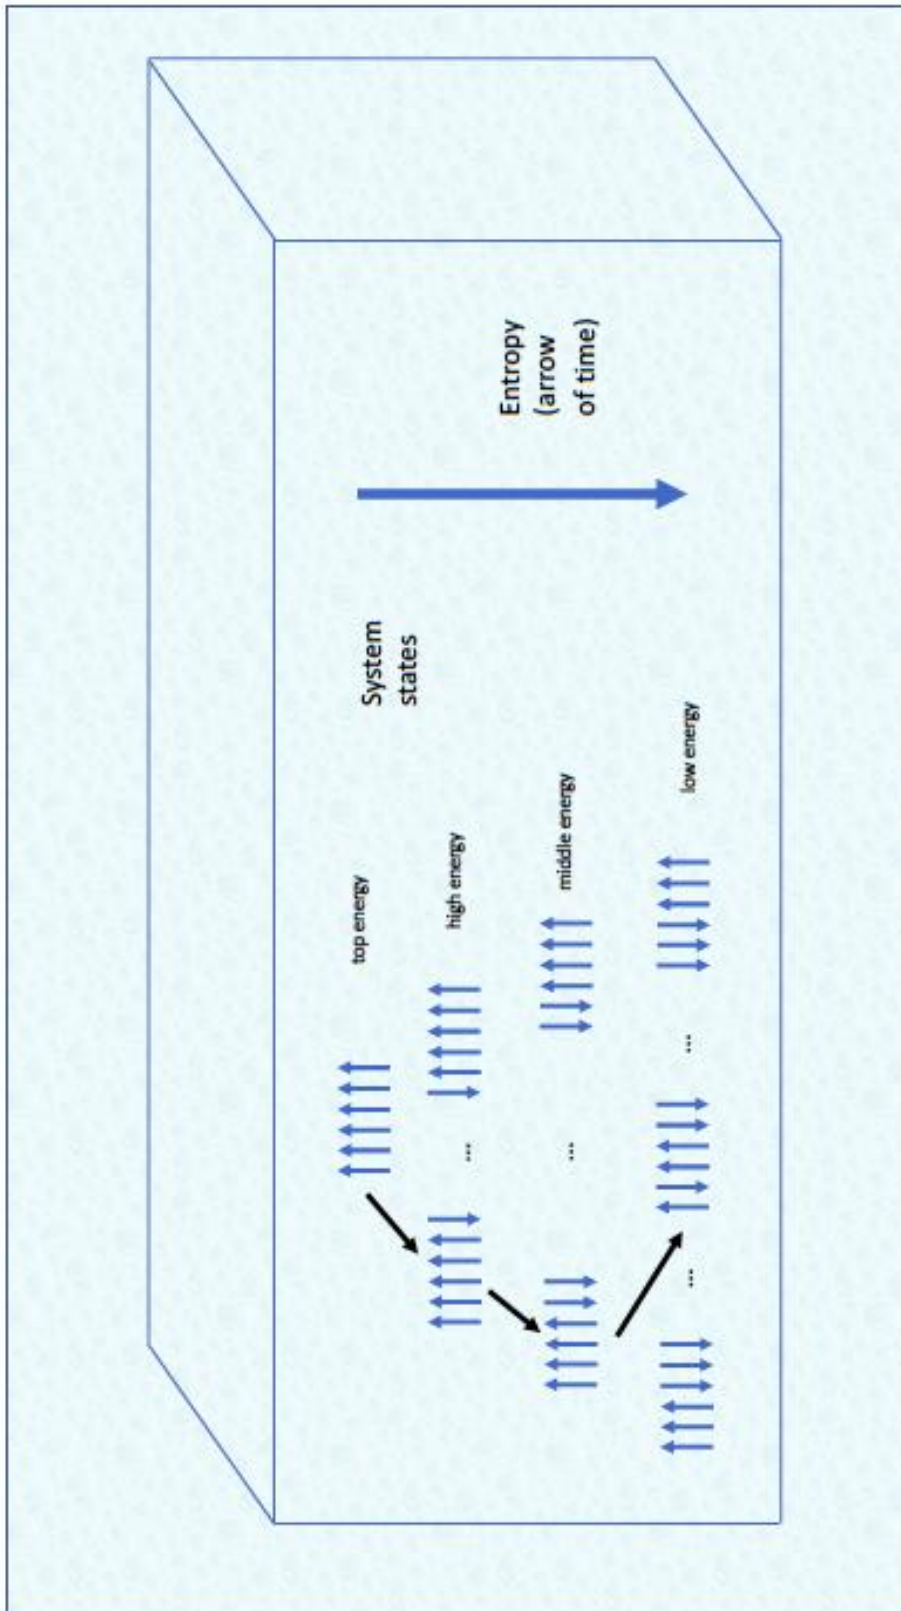 top energy
...
high energy
...
middle energy
... ...
low energy
System
states
Entropy
(arrow
of time)